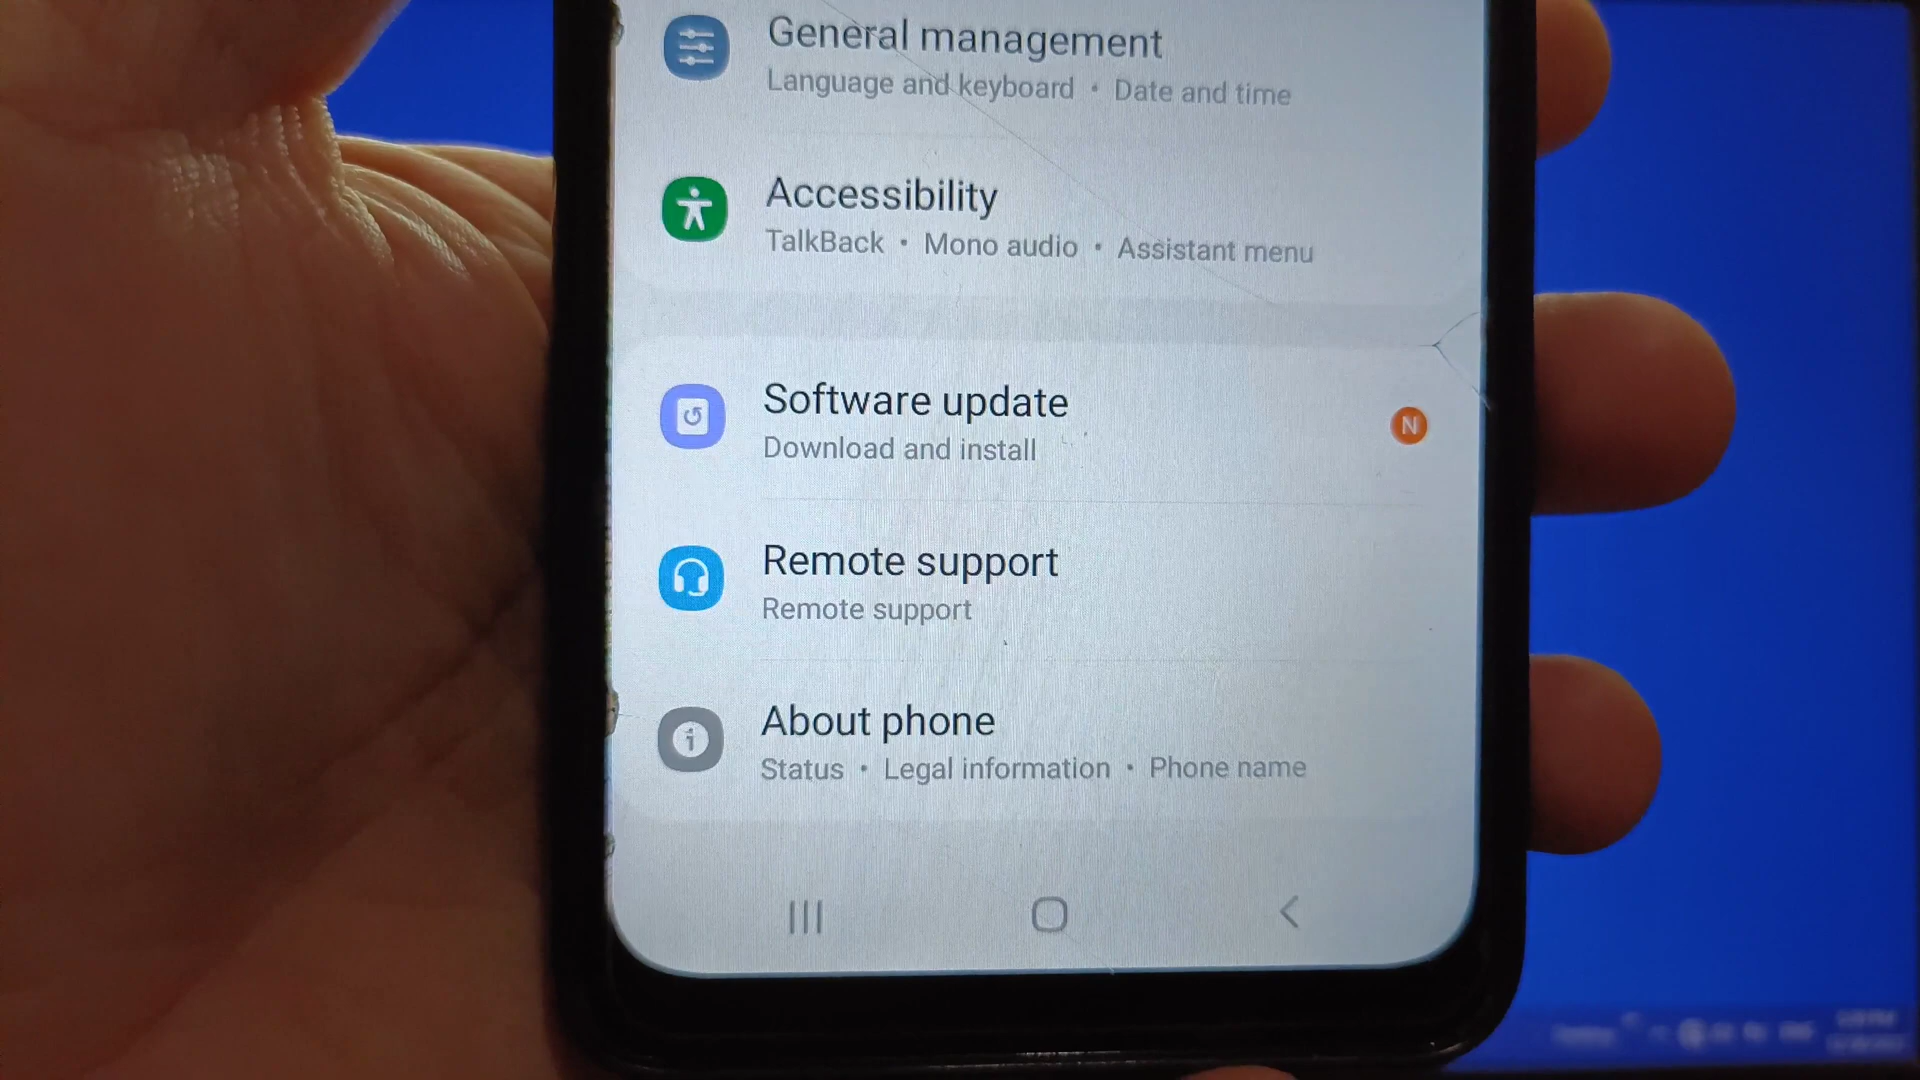 General management
Language and keyboard • Date and time
Accessibility
TalkBack • Mono audio • Assistant menu
Software update
N
Download and install
Remote support
Remote support
About phone
Status • Legal information • Phone name